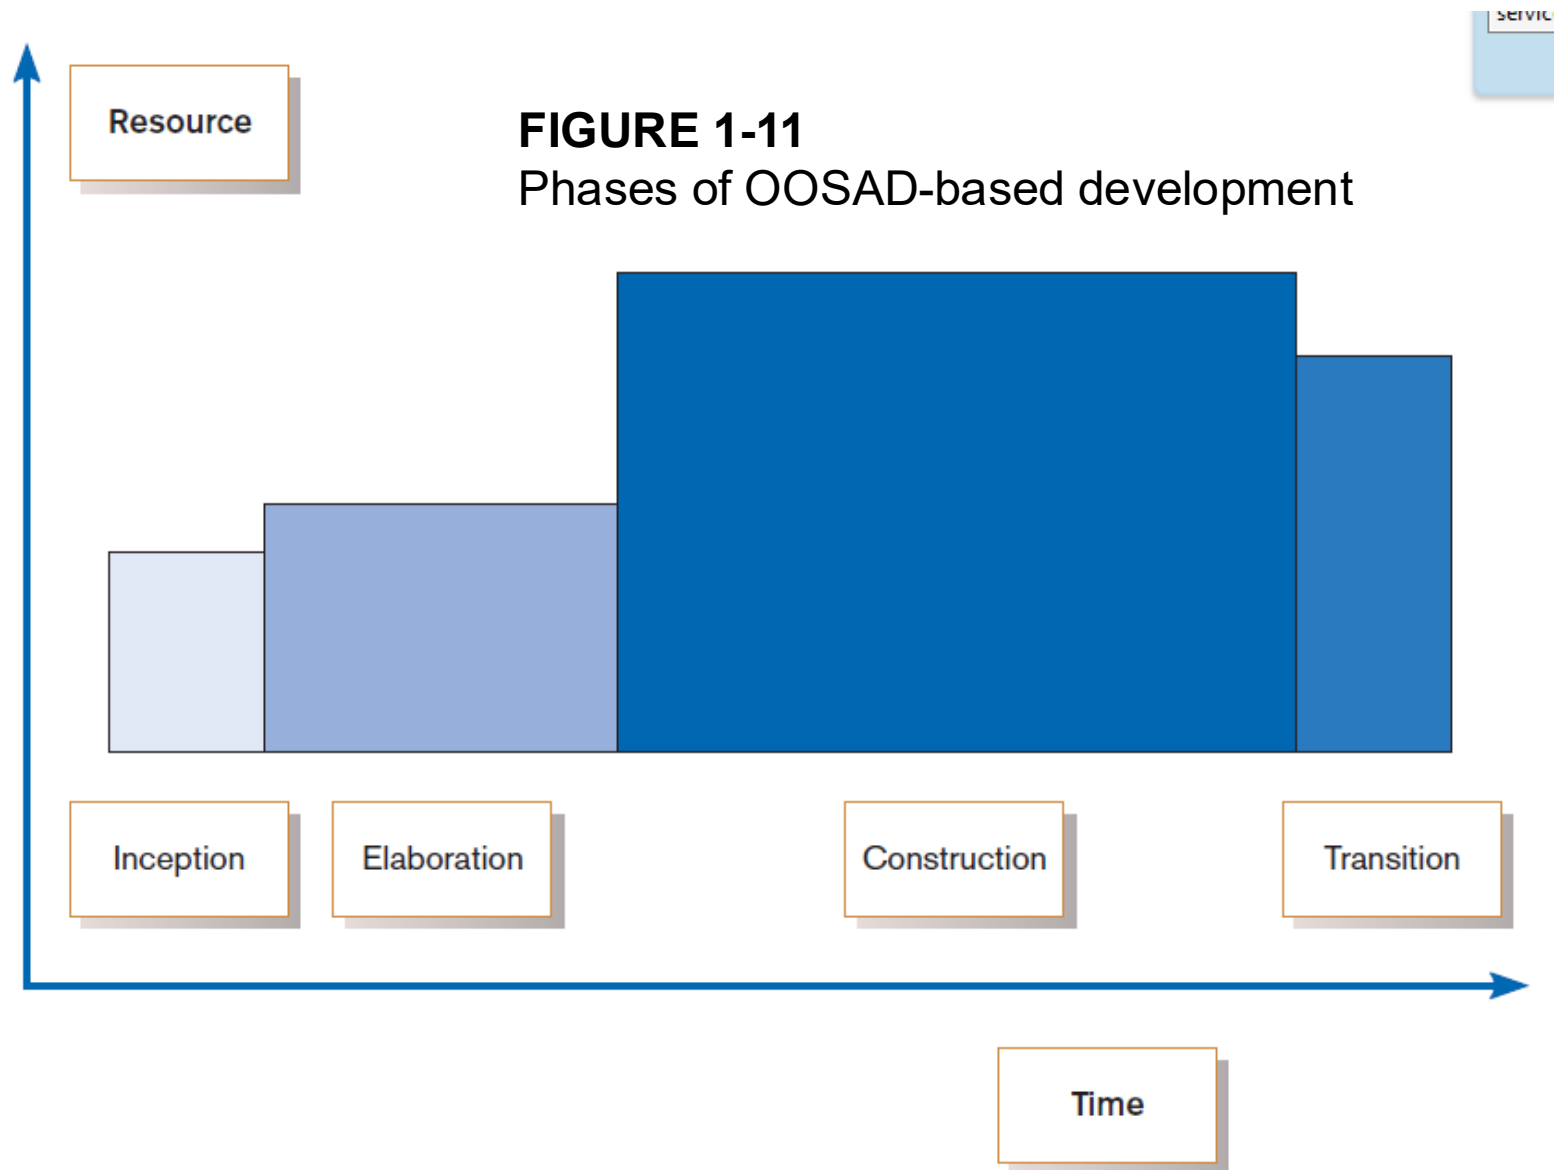 Resource
FIGURE 1-11
Phases of OOSAD-based development
Inception
Elaboration
Construction
Transition
Time